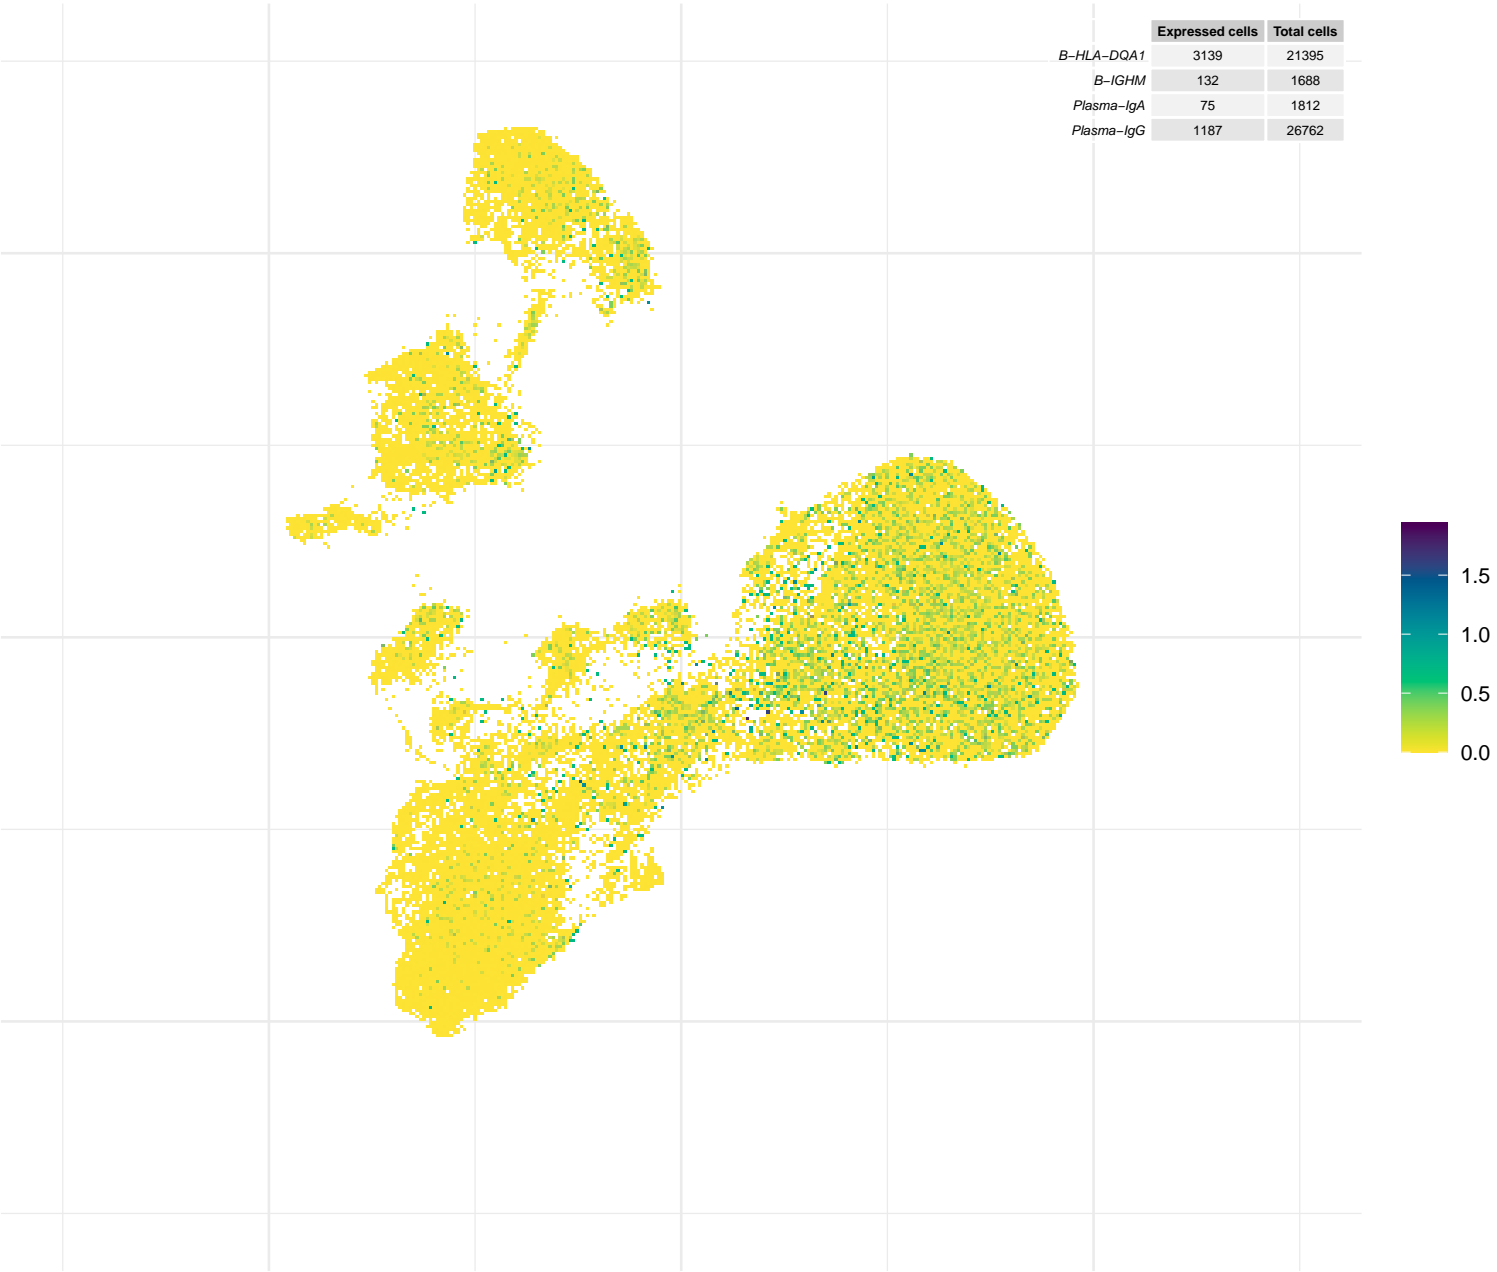 Expressed cells Total cells
B−HLA−DQA1 3139 21395
B−IGHM 132 1688
Plasma−IgA 75 1812
Plasma−IgG 1187 26762
1.5
1.0
0.5
0.0